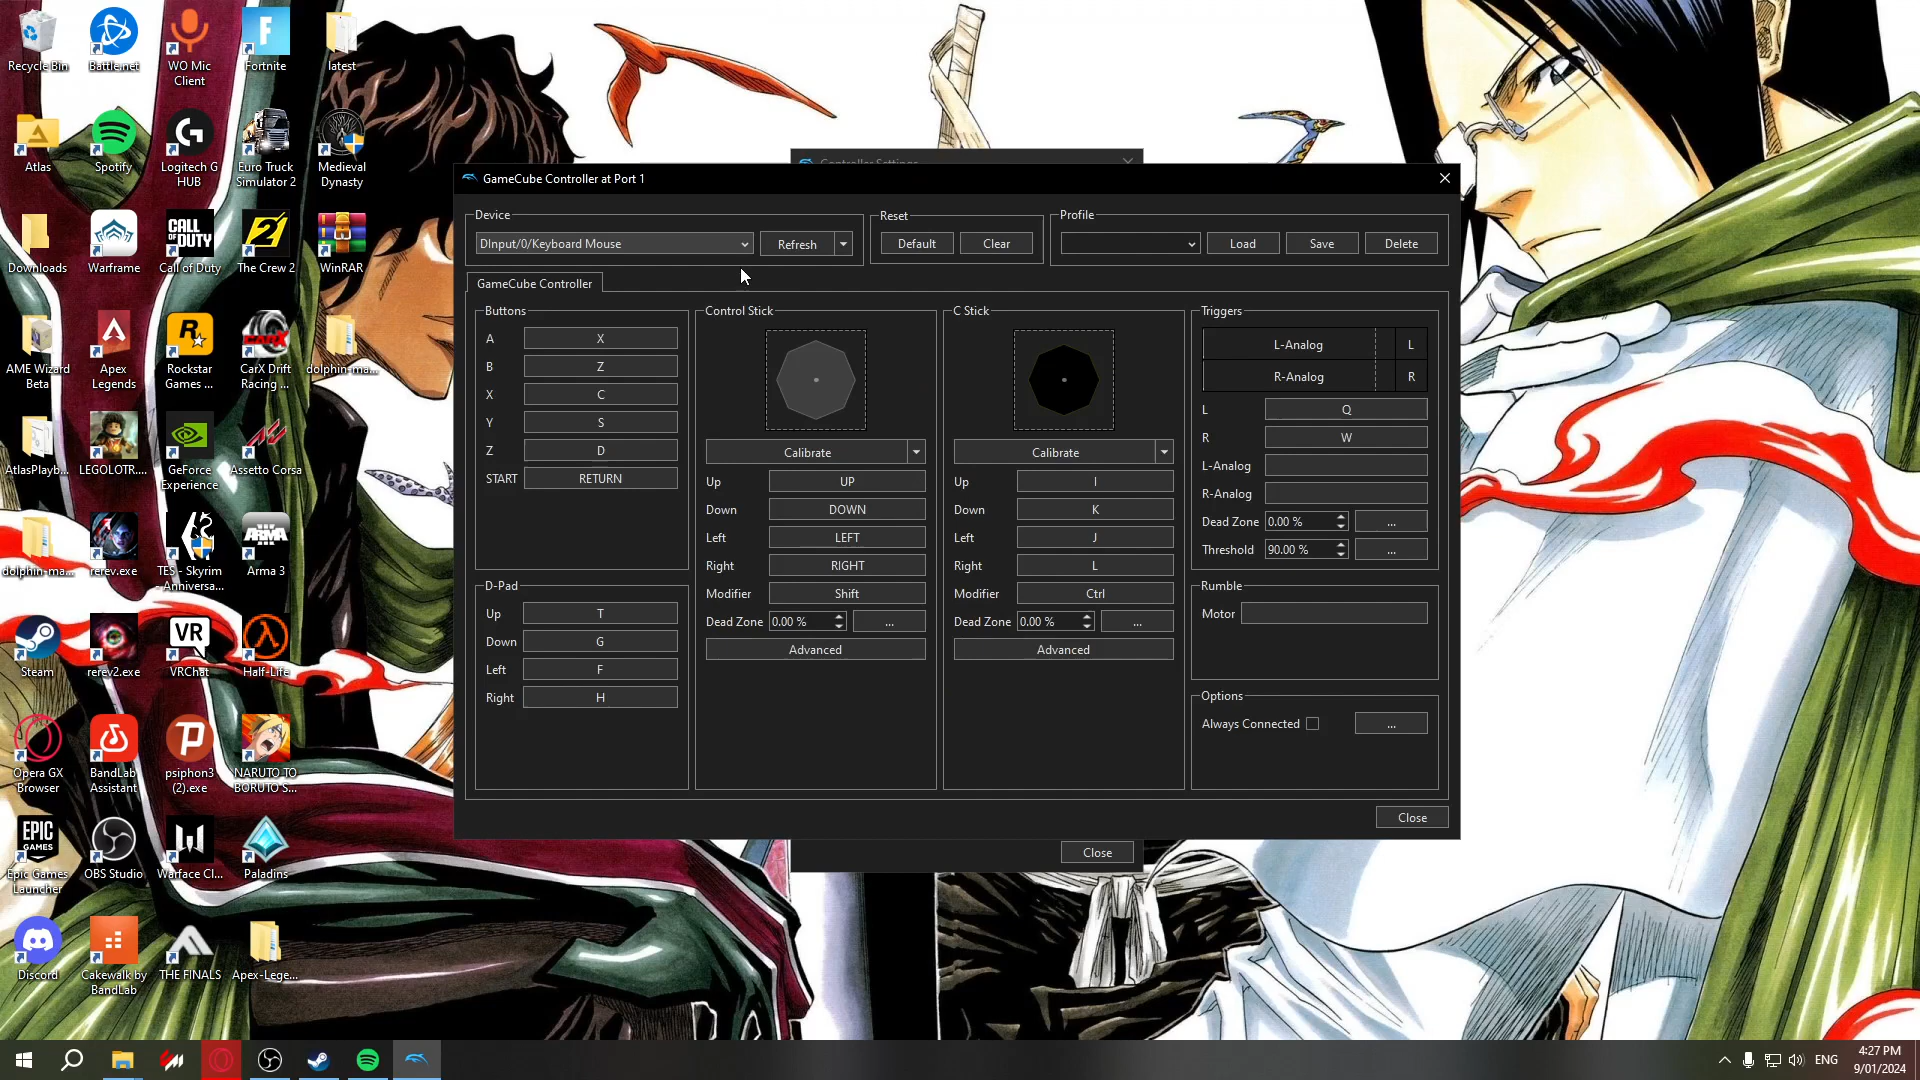 Recycle Bin
Battle.net
WO Mic
Client
Fortnite
latest
Atlas
Spotify
Logitech G
HUB
Euro Truck
Simulator 2
Medieval
Dynasty
Downloads
Warframe
CALL OF DUTY
Call of Duty
The Crew 2
WinRAR
AME Wizard
Beta
Apex
Legends
Rockstar
Games ...
CarX Drift
Racing ...
dolphin-ma...
AtlasPlayb...
LEGOLOTR....
GeForce
Experience
Assetto Corsa
dolphin-ma...
rerev.exe
TES - Skyrim
- Anniversa...
Arma 3
Steam
rerev2.exe
VR
VRChat
Half-Life
Opera GX
Browser
BandLab
Assistant
psiphon3
(2).exe
NARUTO TO
BORUTO S...
EPIC
GAMES
Epic Games
Launcher
OBS Studio
Warface Cl...
Paladins
Discord
Cakewalk by
BandLab
THE FINALS
Apex-Lege...
Controller Settings
GameCube Controller at Port 1
Device
DInput/0/Keyboard Mouse
Refresh
Reset
Default
Clear
Profile
Load
Save
Delete
GameCube Controller
Buttons
A X
B Z
X C
Y S
Z D
START RETURN
D-Pad
Up T
Down G
Left F
Right H
Control Stick
Calibrate
Up UP
Down DOWN
Left LEFT
Right RIGHT
Modifier Shift
Dead Zone 0.00 % ...
Advanced
C Stick
Calibrate
Up I
Down K
Left J
Right L
Modifier Ctrl
Dead Zone 0.00 % ...
Advanced
Triggers
L-Analog L
R-Analog R
L Q
R W
L-Analog
R-Analog
Dead Zone 0.00 % ...
Threshold 90.00 % ...
Rumble
Motor
Options
Always Connected ...
Close
Close
ENG
4:27 PM
9/01/2024